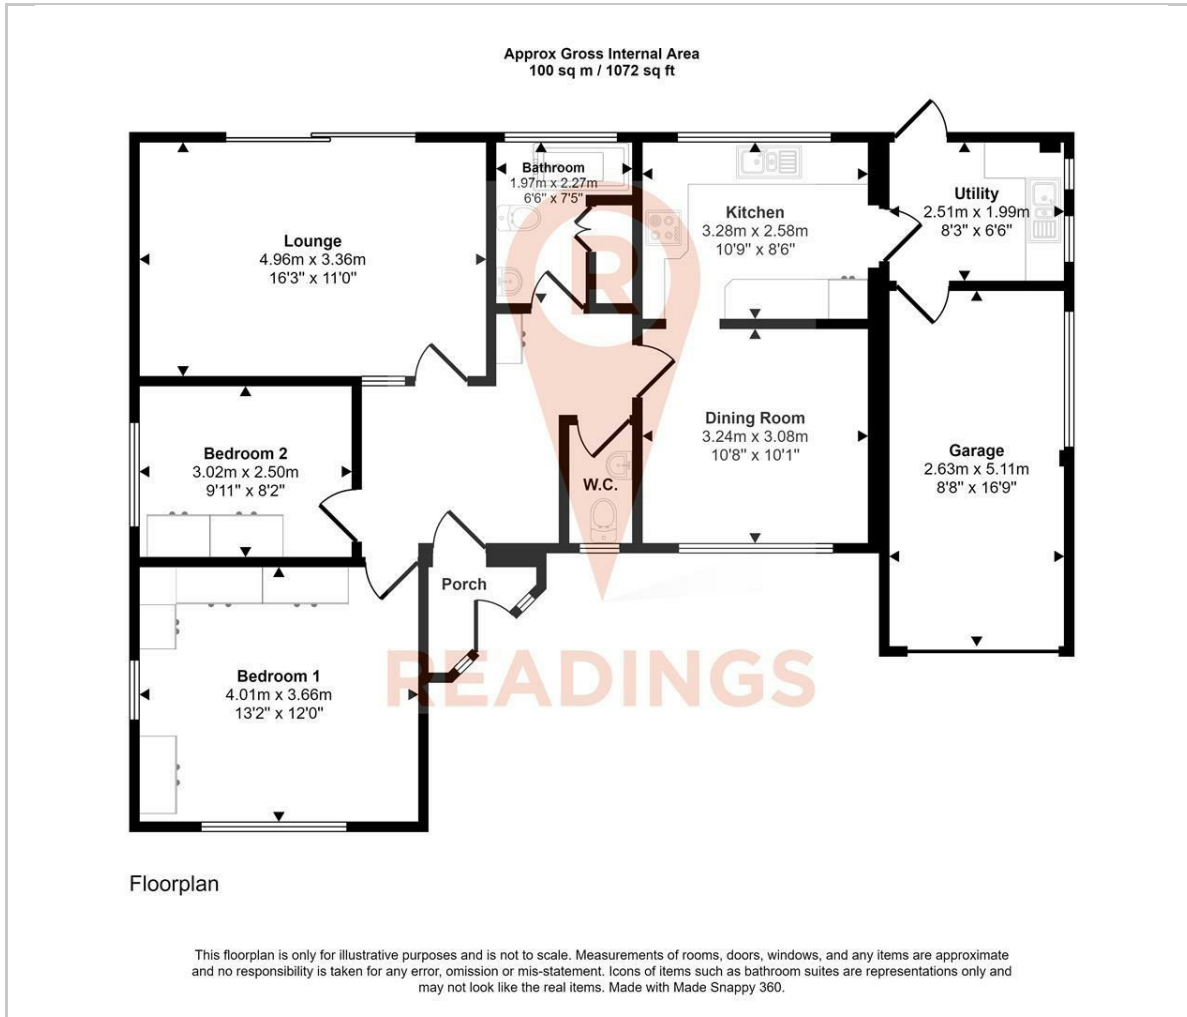 Approx Gross Internal Area
100 sq m / 1072 sq ft
Lounge
4.96m x 3.36m
16'3" x 11'0"
Bathroom
1.97m x 2.27m
6'6" x 7'5"
Kitchen
3.28m x 2.58m
10'9" x 8'6"
Utility
2.51m x 1.99m
8'3" x 6'6"
Bedroom 2
3.02m x 2.50m
9'11" x 8'2"
W.C.
Dining Room
3.24m x 3.08m
10'8" x 10'1"
Garage
2.63m x 5.11m
8'8" x 16'9"
Porch
Bedroom 1
4.01m x 3.66m
13'2" x 12'0"
R
READINGS
Floorplan
This floorplan is only for illustrative purposes and is not to scale. Measurements of rooms, doors, windows, and any items are approximate
and no responsibility is taken for any error, omission or mis-statement. Icons of items such as bathroom suites are representations only and
may not look like the real items. Made with Made Snappy 360.